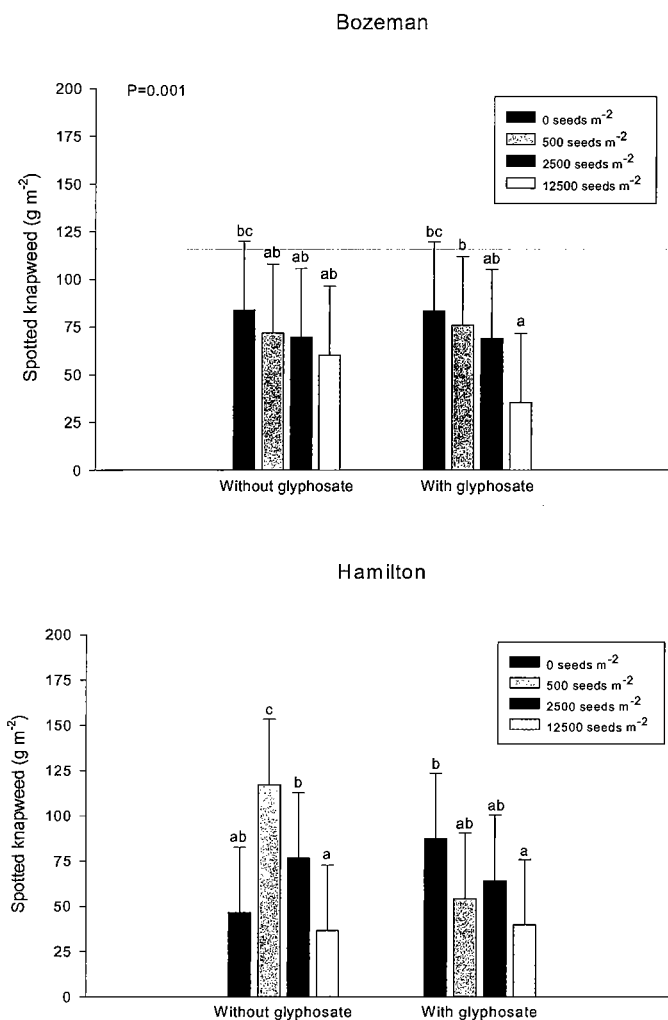 Bozeman
P=0.001
200
175
150
125
100
75
50
25
0
Spotted knapweed (g m⁻²)
0 seeds m⁻²
500 seeds m⁻²
2500 seeds m⁻²
12500 seeds m⁻²
bc
ab
ab
ab
bc
b
ab
a
Without glyphosate
With glyphosate
Hamilton
200
175
150
125
100
75
50
25
0
Spotted knapweed (g m⁻²)
0 seeds m⁻²
500 seeds m⁻²
2500 seeds m⁻²
12500 seeds m⁻²
ab
c
b
a
b
ab
ab
a
Without glyphosate
With glyphosate